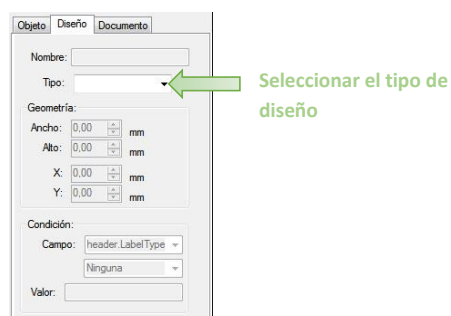 Objeto Diseño Documento
Nombre:
Tipo:
Seleccionar el tipo de
diseño
Geometría:
Ancho: 0,00 mm
Alto: 0,00 mm
X: 0,00 mm
Y: 0,00 mm
Condición:
Campo: header.LabelType
Ninguna
Valor: